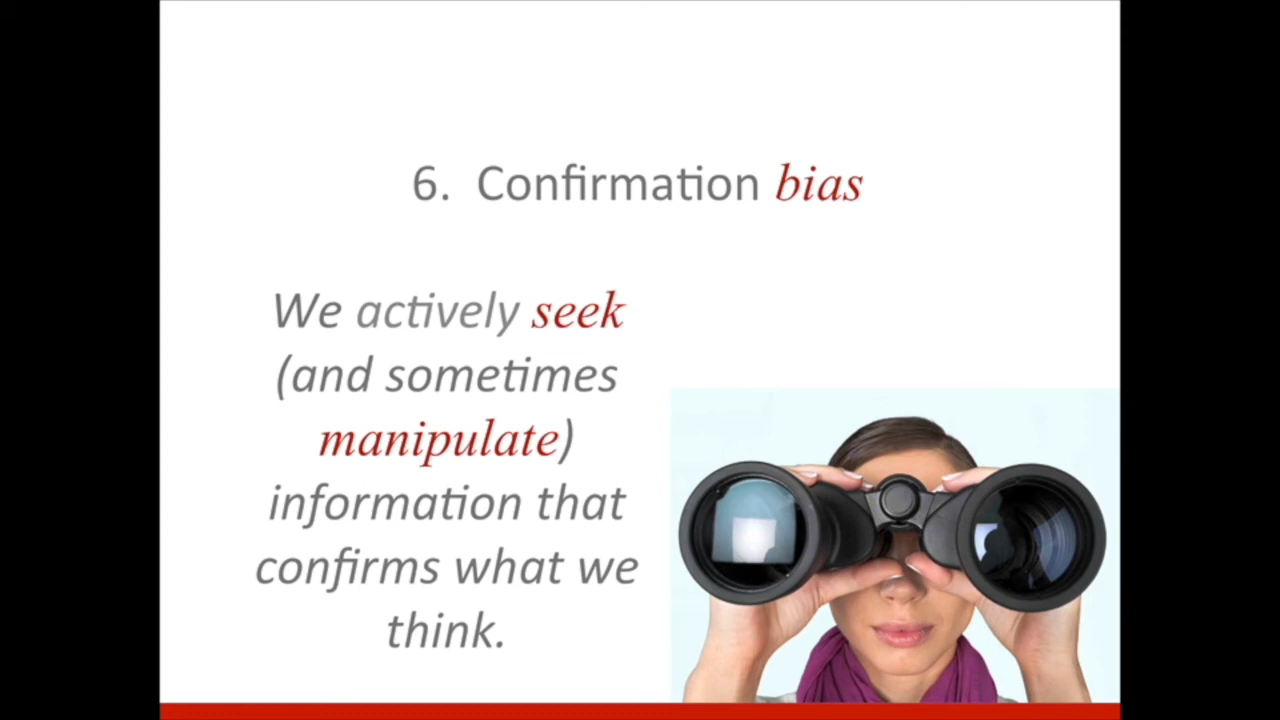 6. Confirmation bias
We actively seek
(and sometimes
manipulate)
information that
confirms what we
think.